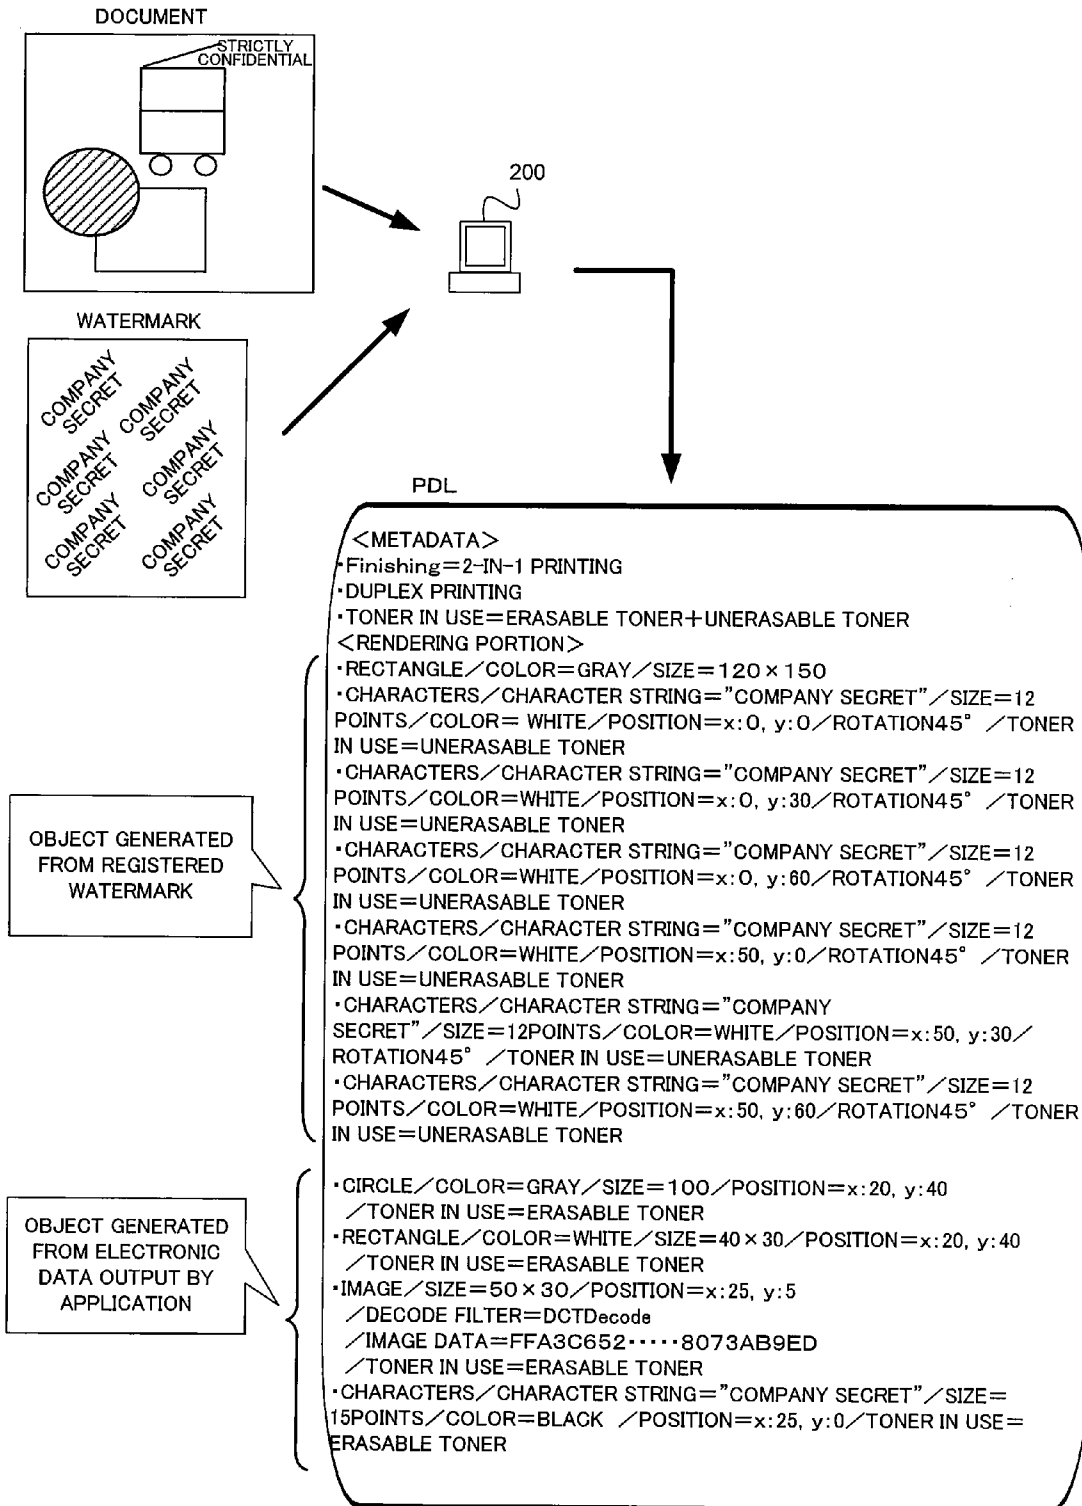 DOCUMENT
STRICTLY
CONFIDENTIAL
200
WATERMARK
COMPANY
SECRET
COMPANY
SECRET
COMPANY
SECRET
COMPANY
SECRET
COMPANY
SECRET
COMPANY
SECRET
PDL
<METADATA>
・Finishing=2-IN-1 PRINTING
・DUPLEX PRINTING
・TONER IN USE=ERASABLE TONER+UNERASABLE TONER
<RENDERING PORTION>
・RECTANGLE/COLOR=GRAY/SIZE=120×150
・CHARACTERS/CHARACTER STRING="COMPANY SECRET"/SIZE=12
POINTS/COLOR= WHITE/POSITION=x:0, y:0/ROTATION45° /TONER
IN USE=UNERASABLE TONER
・CHARACTERS/CHARACTER STRING="COMPANY SECRET"/SIZE=12
POINTS/COLOR=WHITE/POSITION=x:0, y:30/ROTATION45° /TONER
IN USE=UNERASABLE TONER
・CHARACTERS/CHARACTER STRING="COMPANY SECRET"/SIZE=12
POINTS/COLOR=WHITE/POSITION=x:0, y:60/ROTATION45° /TONER
IN USE=UNERASABLE TONER
・CHARACTERS/CHARACTER STRING="COMPANY SECRET"/SIZE=12
POINTS/COLOR=WHITE/POSITION=x:50, y:0/ROTATION45° /TONER
IN USE=UNERASABLE TONER
・CHARACTERS/CHARACTER STRING="COMPANY
SECRET"/SIZE=12POINTS/COLOR=WHITE/POSITION=x:50, y:30/
ROTATION45° /TONER IN USE=UNERASABLE TONER
・CHARACTERS/CHARACTER STRING="COMPANY SECRET"/SIZE=12
POINTS/COLOR=WHITE/POSITION=x:50, y:60/ROTATION45° /TONER
IN USE=UNERASABLE TONER
OBJECT GENERATED
FROM REGISTERED
WATERMARK
・CIRCLE/COLOR=GRAY/SIZE=100/POSITION=x:20, y:40
/TONER IN USE=ERASABLE TONER
・RECTANGLE/COLOR=WHITE/SIZE=40×30/POSITION=x:20, y:40
/TONER IN USE=ERASABLE TONER
・IMAGE/SIZE=50×30/POSITION=x:25, y:5
/DECODE FILTER=DCTDecode
/IMAGE DATA=FFA3C652・・・・・8073AB9ED
/TONER IN USE=ERASABLE TONER
・CHARACTERS/CHARACTER STRING="COMPANY SECRET"/SIZE=
15POINTS/COLOR=BLACK /POSITION=x:25, y:0/TONER IN USE=
ERASABLE TONER
OBJECT GENERATED
FROM ELECTRONIC
DATA OUTPUT BY
APPLICATION